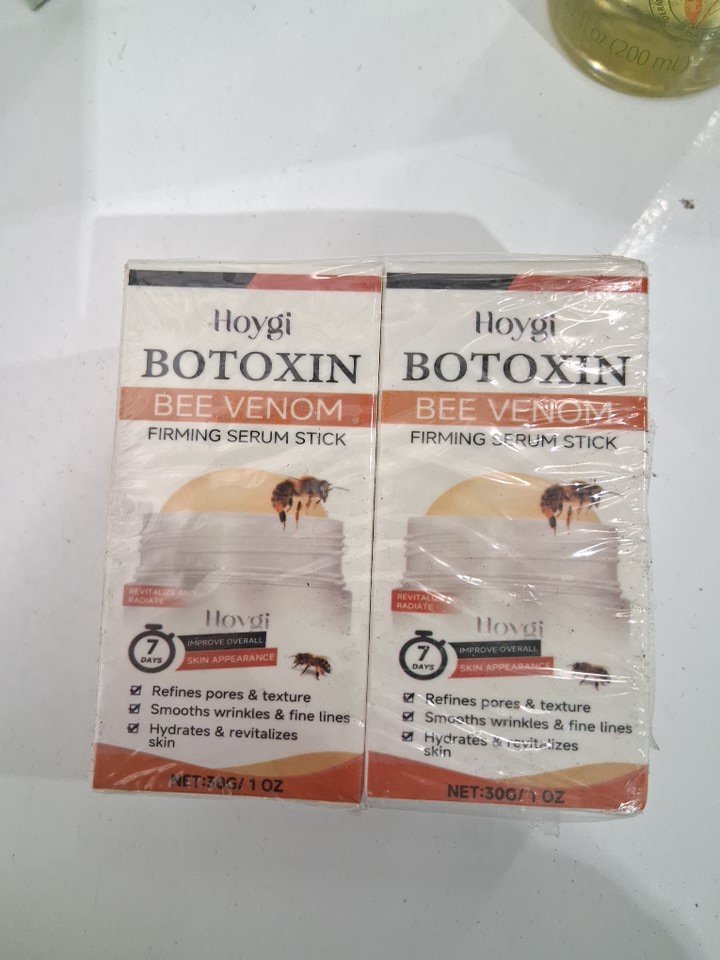 oz (200 mL)
Hoygi
BOTOXIN
BEE VENOM
FIRMING SERUM STICK
REVITALIZE AND
RADIATE
Hoygi
7
DAYS
IMPROVE OVERALL
SKIN APPEARANCE
Refines pores & texture
Smooths wrinkles & fine lines
Hydrates & revitalizes
skin
NET:30G/ 1 OZ
Hoygi
BOTOXIN
BEE VENOM
FIRMING SERUM STICK
RADIATE
Hoygi
7
DAYS
IMPROVE OVERALL
SKIN APPEARANCE
Refines pores & texture
Smooths wrinkles & fine lines
Hydrates & revitalizes
skin
NET:30G/ 1 OZ